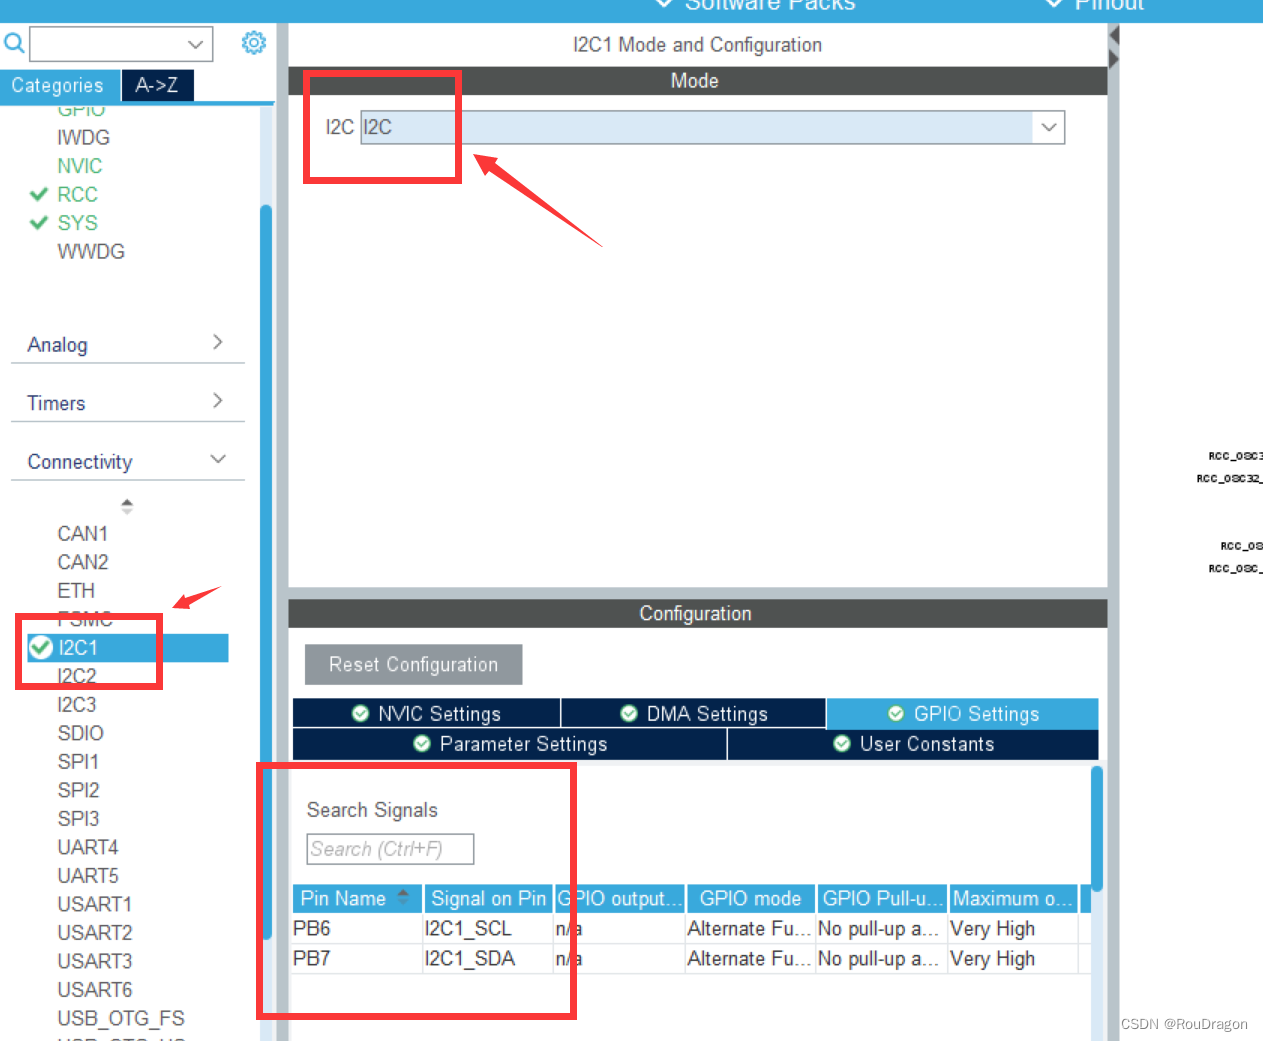 Software Packs
Pinout
Categories
A->Z
GPIO
IWDG
NVIC
RCC
SYS
WWDG
Analog
Timers
Connectivity
CAN1
CAN2
ETH
FSMC
I2C1
I2C2
I2C3
SDIO
SPI1
SPI2
SPI3
UART4
UART5
USART1
USART2
USART3
USART6
USB_OTG_FS
I2C1 Mode and Configuration
Mode
I2C I2C
Configuration
Reset Configuration
NVIC Settings
DMA Settings
GPIO Settings
Parameter Settings
User Constants
Search Signals
Search (Ctrl+F)
Pin Name Signal on Pin GPIO output... GPIO mode GPIO Pull-u... Maximum o...
PB6 I2C1_SCL n/a Alternate Fu... No pull-up a... Very High
PB7 I2C1_SDA n/a Alternate Fu... No pull-up a... Very High
RCC_OSC3
RCC_OSC32_
RCC_OS
RCC_OSC_
CSDN @RouDragon